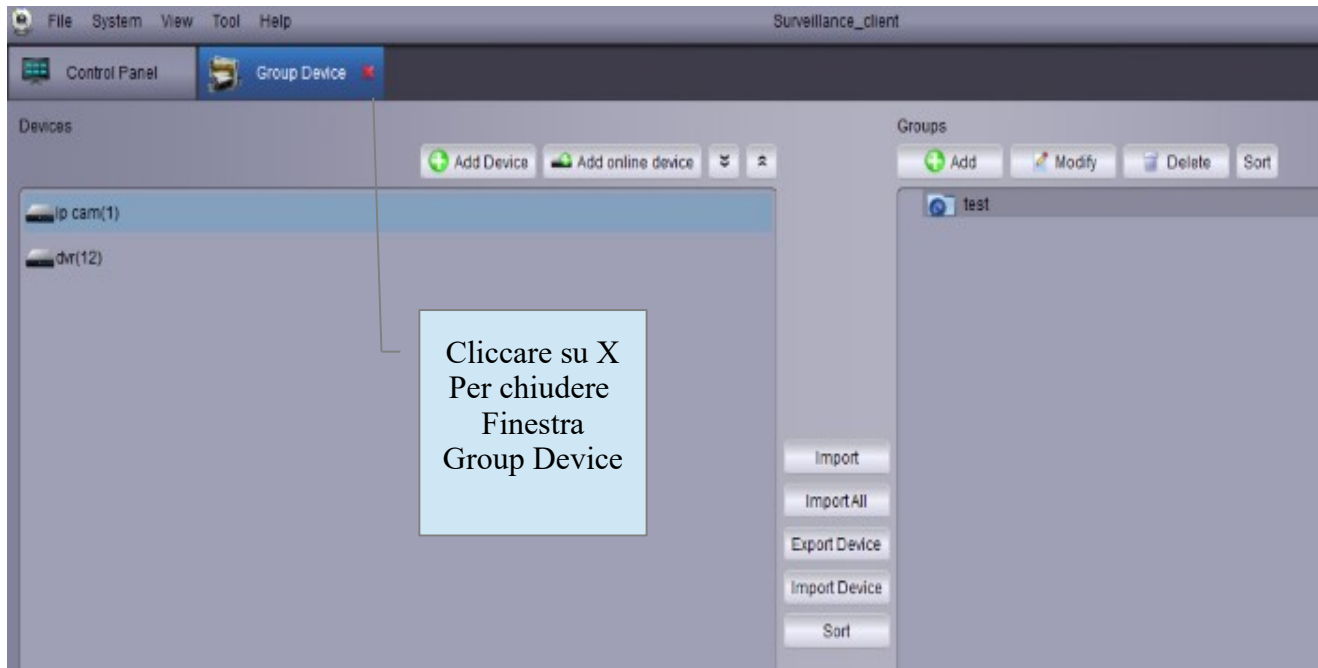 File System View Tool Help Surveillance_client
Control Panel Group Device
Devices Groups
Add Device Add online device Add Modify Delete Sort
ip cam(1) test
dvr(12)
Cliccare su X
Per chiudere
Finestra
Group Device
Import
Import All
Export Device
Import Device
Sort